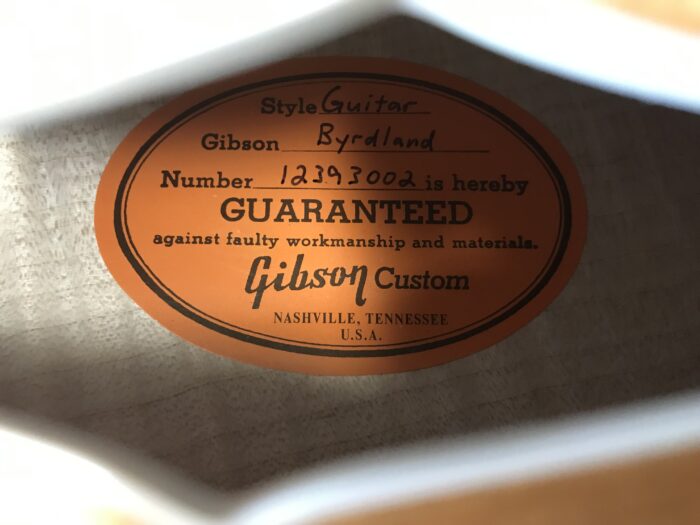 Style Guitar
Gibson Byrdland
Number 12393002 is hereby
GUARANTEED
against faulty workmanship and materials.
Gibson Custom
NASHVILLE, TENNESSEE
U.S.A.